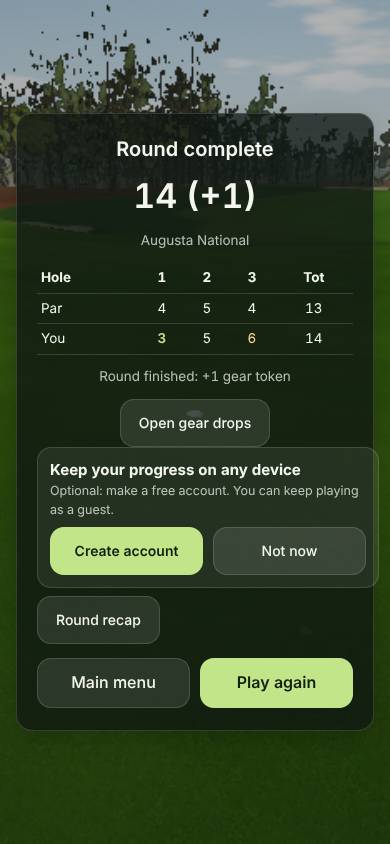 Round complete
14 (+1)
Augusta National
Hole 1 2 3 Tot
Par 4 5 4 13
You 3 5 6 14
Round finished: +1 gear token
Open gear drops
Keep your progress on any device
Optional: make a free account. You can keep playing
as a guest.
Create account Not now
Round recap
Main menu Play again